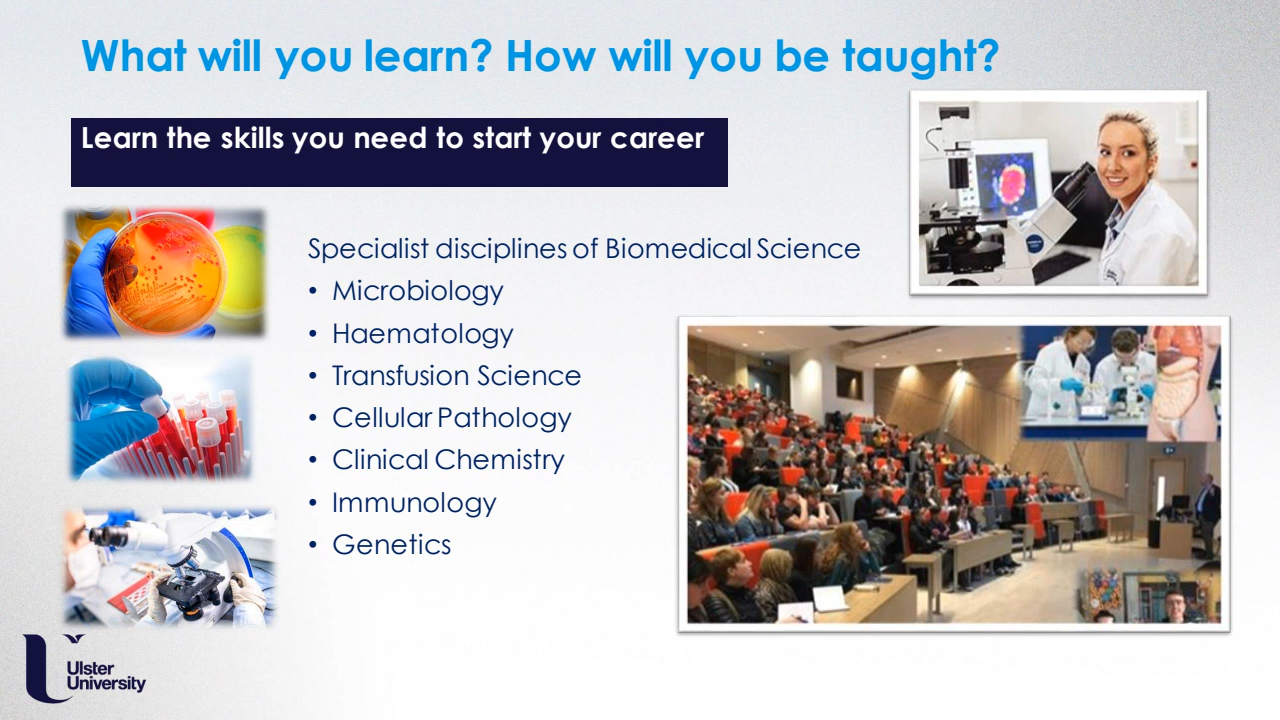 What will you learn? How will you be taught?
Learn the skills you need to start your career
Specialist disciplines of Biomedical Science
• Microbiology
• Haematology
• Transfusion Science
• Cellular Pathology
• Clinical Chemistry
• Immunology
• Genetics
Ulster
University